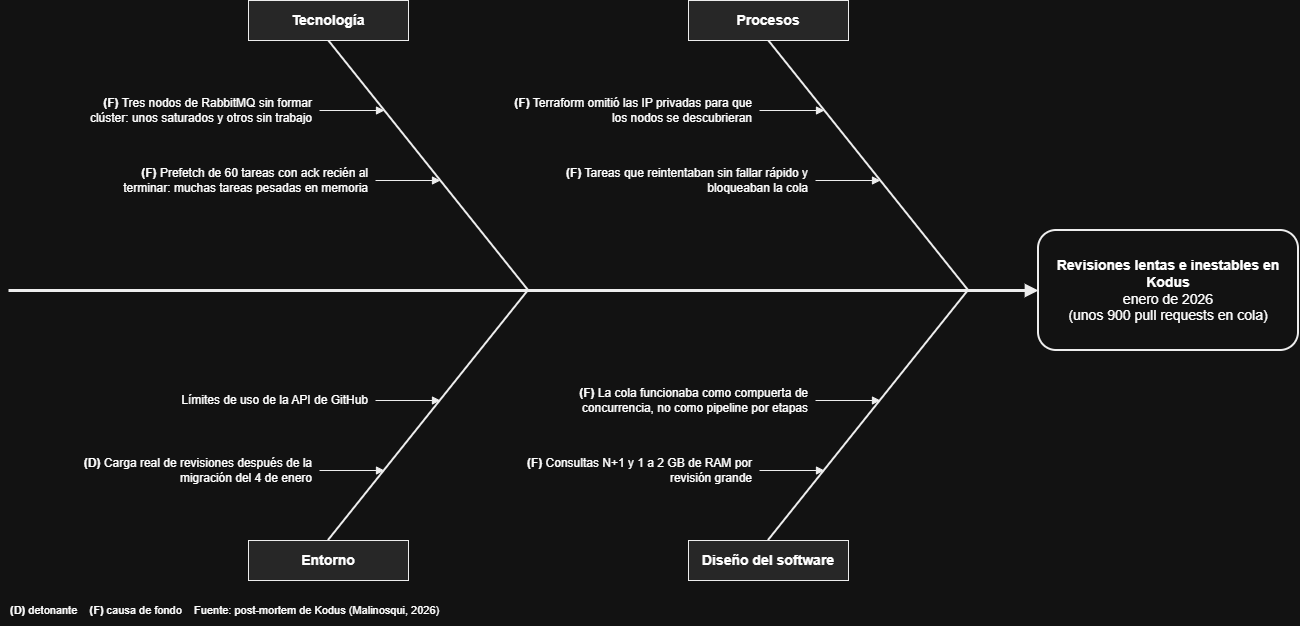 Tecnología
Procesos
(F) Tres nodos de RabbitMQ sin formar
clúster: unos saturados y otros sin trabajo
(F) Terraform omitió las IP privadas para que
los nodos se descubrieran
(F) Prefetch de 60 tareas con ack recién al
terminar: muchas tareas pesadas en memoria
(F) Tareas que reintentaban sin fallar rápido y
bloqueaban la cola
Revisiones lentas e inestables en
Kodus
enero de 2026
(unos 900 pull requests en cola)
Límites de uso de la API de GitHub
(F) La cola funcionaba como compuerta de
concurrencia, no como pipeline por etapas
(D) Carga real de revisiones después de la
migración del 4 de enero
(F) Consultas N+1 y 1 a 2 GB de RAM por
revisión grande
Entorno
Diseño del software
(D) detonante (F) causa de fondo Fuente: post-mortem de Kodus (Malinosqui, 2026)